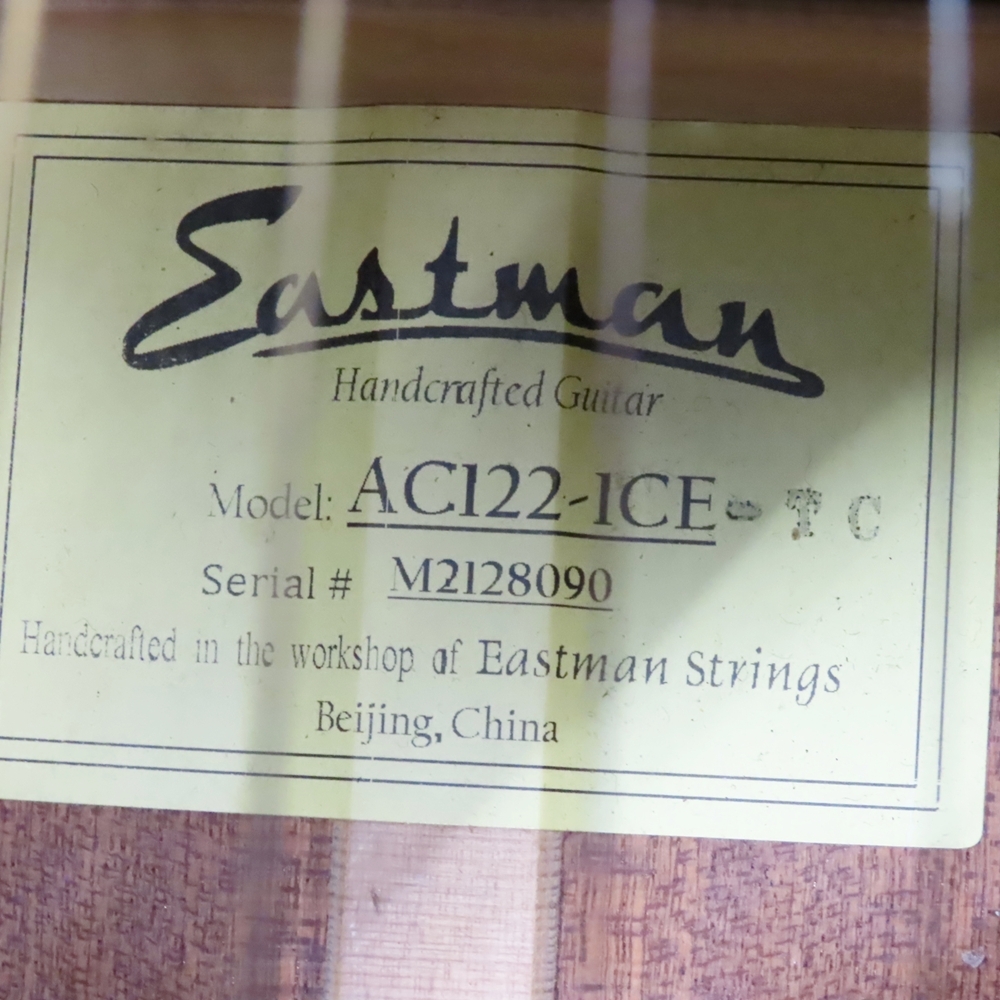 Eastman
Handcrafted Guitar
Model: AC122-1CE-TC
Serial # M2128090
Handcrafted in the workshop of Eastman Strings
Beijing, China